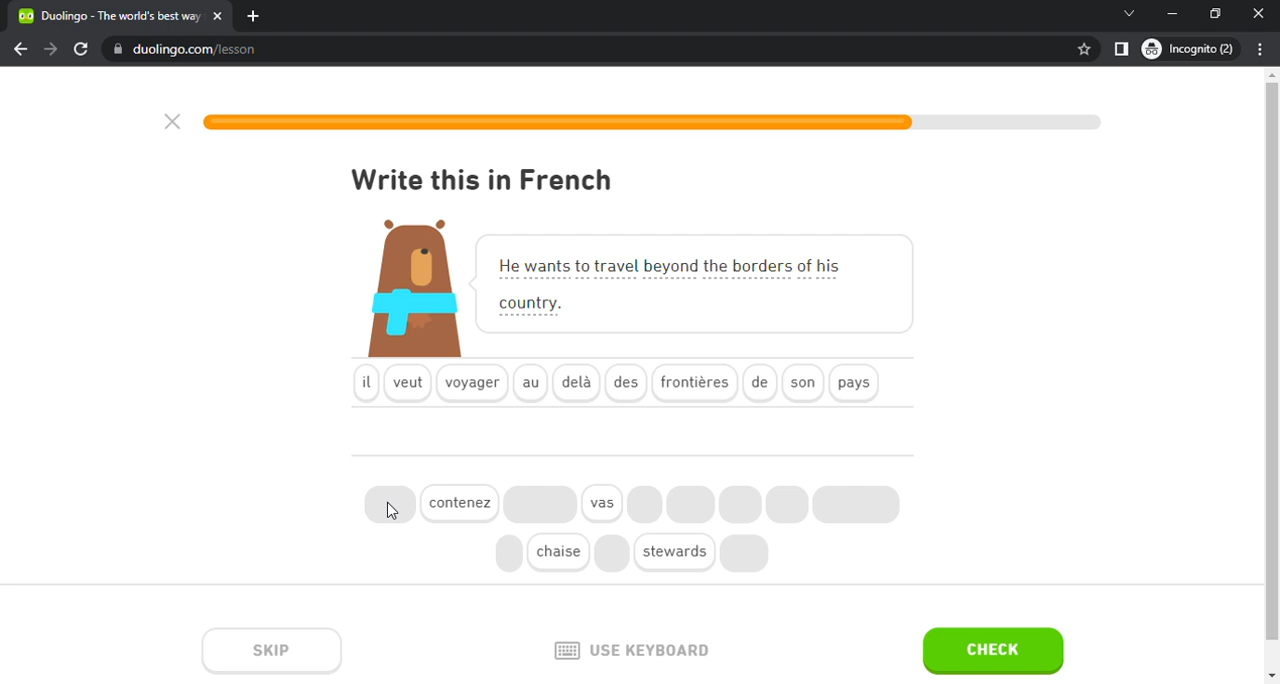 Duolingo - The world's best way
duolingo.com/lesson
Incognito (2)
Write this in French
He wants to travel beyond the borders of his
country.
il veut voyager au delà des frontières de son pays
contenez vas
chaise stewards
SKIP USE KEYBOARD CHECK